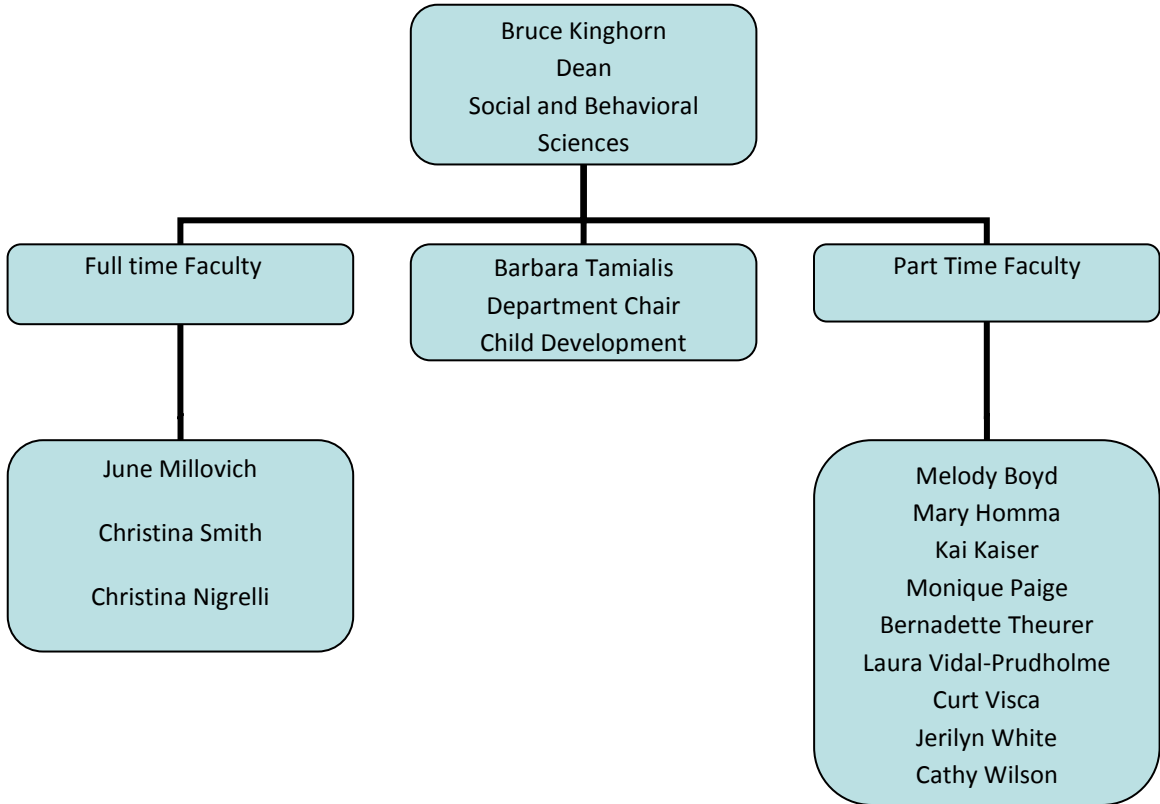 Bruce Kinghorn
Dean
Social and Behavioral
Sciences
Full time Faculty
Barbara Tamialis
Department Chair
Child Development
Part Time Faculty
June Millovich
Christina Smith
Christina Nigrelli
Melody Boyd
Mary Homma
Kai Kaiser
Monique Paige
Bernadette Theurer
Laura Vidal-Prudholme
Curt Visca
Jerilyn White
Cathy Wilson